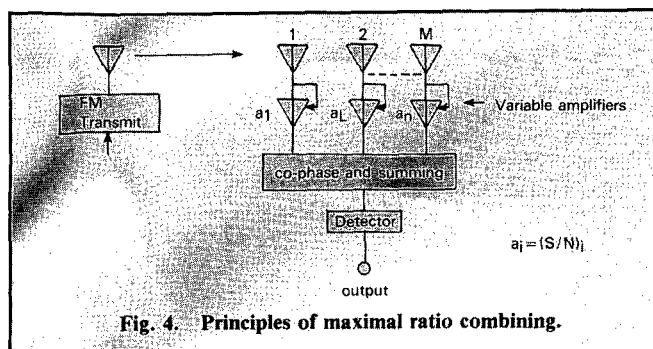 1 2 M
FM
Transmit
a1 aL an
Variable amplifiers
co-phase and summing
Detector
ai = (S/N)i
output
Fig. 4. Principles of maximal ratio combining.